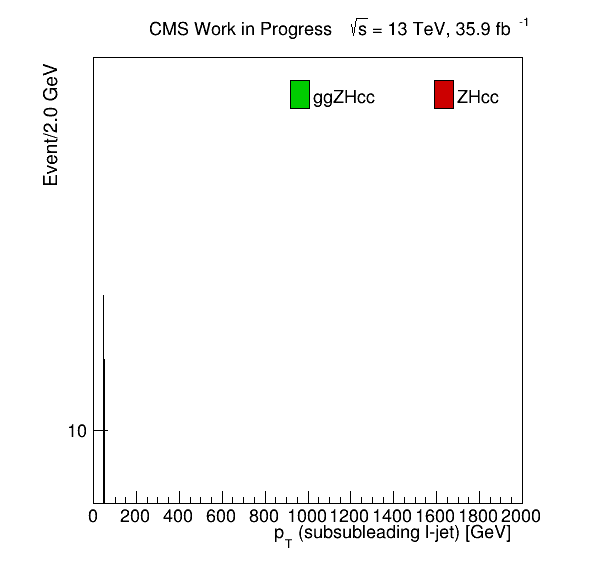 CMS Work in Progress √s = 13 TeV, 35.9 fb⁻¹
Event/2.0 GeV
ggZHcc ZHcc
10
0 200 400 600 800 1000 1200 1400 1600 1800 2000
p_T (subsubleading l-jet) [GeV]